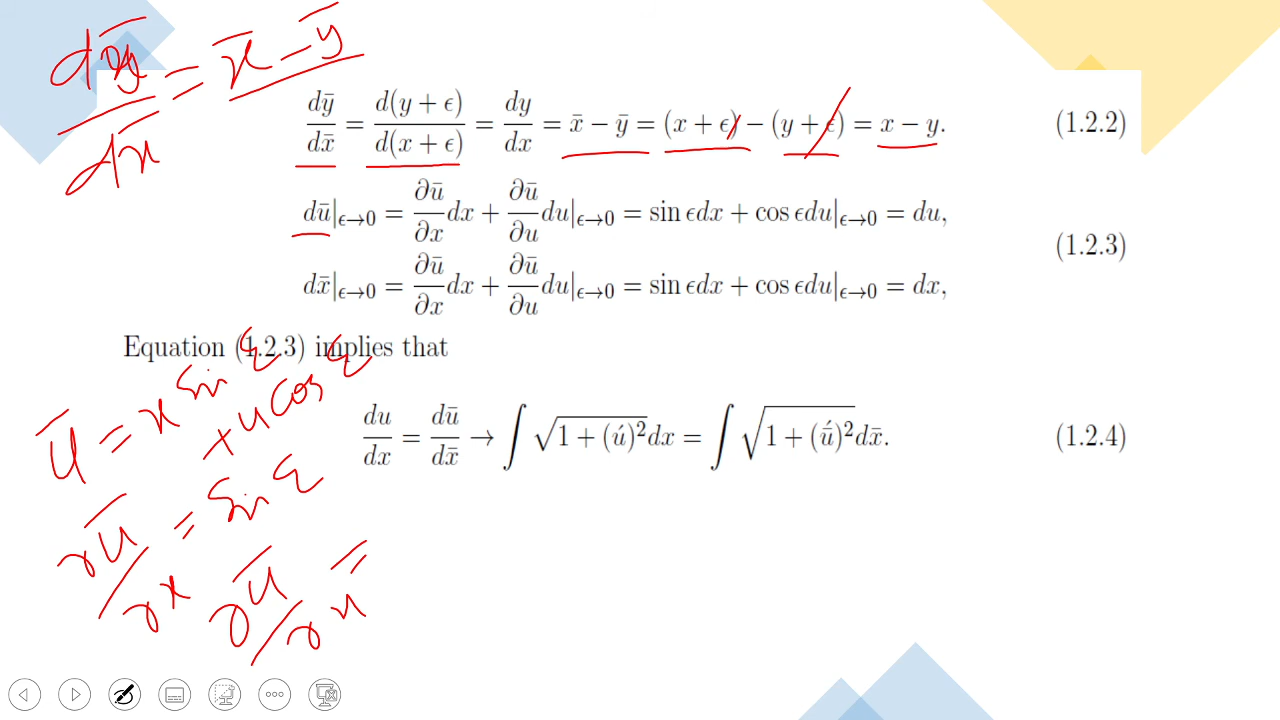 dȳ/dx̄ = x̄ − ȳ
dȳ/dx̄ = d(y + ϵ)/d(x + ϵ) = dy/dx = x̄ − ȳ = (x + ϵ) − (y + ϵ) = x − y. (1.2.2)
dū|ϵ→0 = ∂ū/∂x dx + ∂ū/∂u du|ϵ→0 = sin ϵdx + cos ϵdu|ϵ→0 = du,
(1.2.3)
dx̄|ϵ→0 = ∂ū/∂x dx + ∂ū/∂u du|ϵ→0 = sin ϵdx + cos ϵdu|ϵ→0 = dx,
Equation (1.2.3) implies that
ū = x sin ε
+ u cos ε
du/dx = dū/dx̄ → ∫ √(1 + (ú)²)dx = ∫ √(1 + (ū́)²)dx̄. (1.2.4)
∂ū/∂x = sin ε
∂ū/∂u =